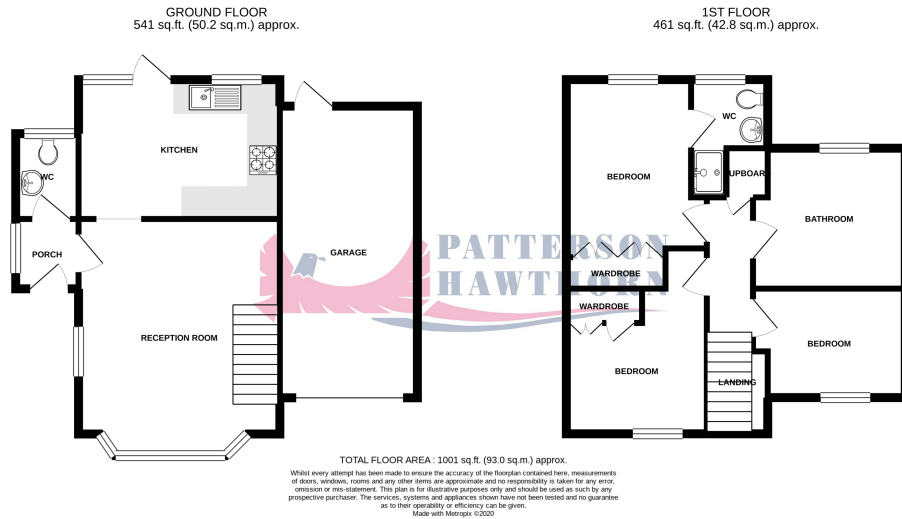 GROUND FLOOR
541 sq.ft. (50.2 sq.m.) approx.
1ST FLOOR
461 sq.ft. (42.8 sq.m.) approx.
KITCHEN
WC
PORCH
RECEPTION ROOM
GARAGE
PATTERSON
HAWTHORN
WC
BEDROOM
UPBOARD
BATHROOM
WARDROBE
WARDROBE
BEDROOM
LANDING
BEDROOM
TOTAL FLOOR AREA : 1001 sq.ft. (93.0 sq.m.) approx.
Whilst every attempt has been made to ensure the accuracy of the floorplan contained here, measurements
of doors, windows, rooms and any other items are approximate and no responsibility is taken for any error,
omission or mis-statement. This plan is for illustrative purposes only and should be used as such by any
prospective purchaser. The services, systems and appliances shown have not been tested and no guarantee
as to their operability or efficiency can be given.
Made with Metropix ©2020